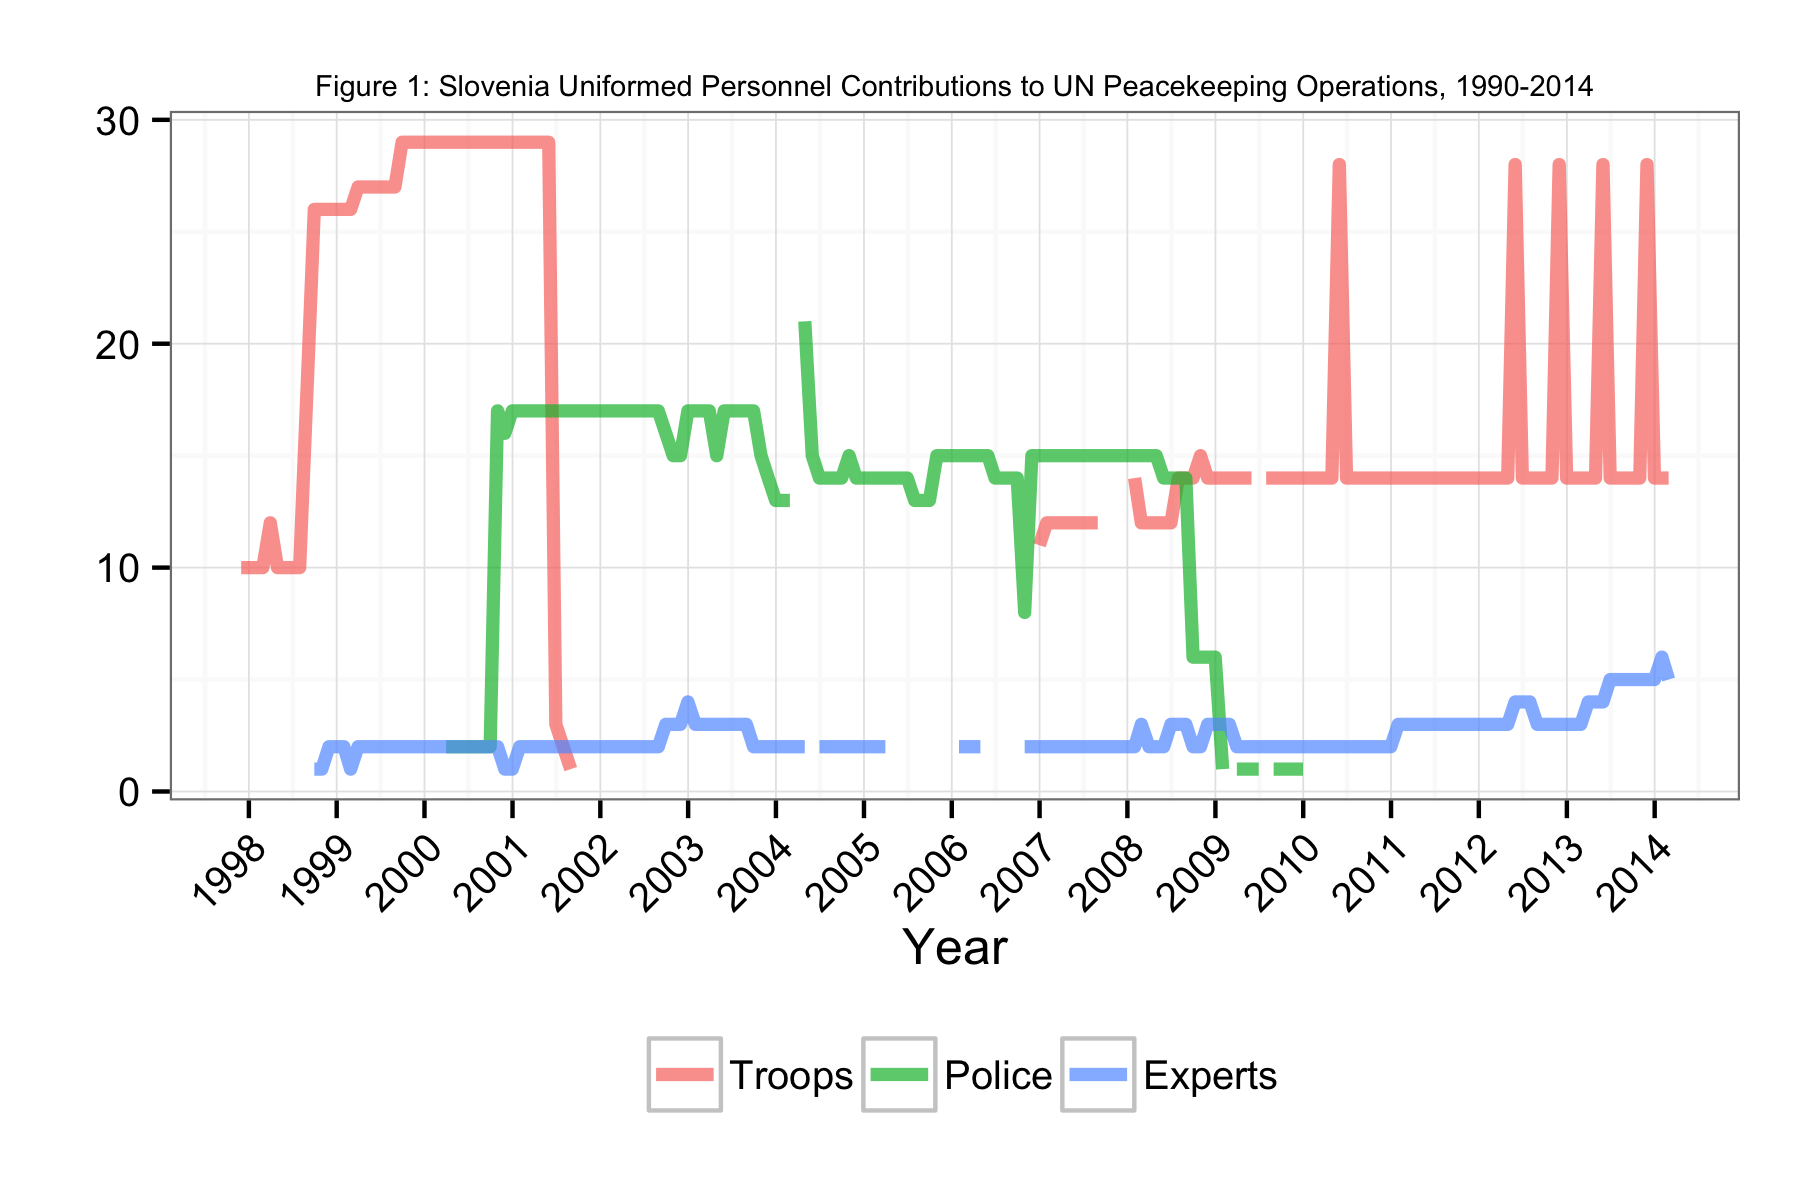 Figure 1: Slovenia Uniformed Personnel Contributions to UN Peacekeeping Operations, 1990-2014
30
20
10
0
1998 1999 2000 2001 2002 2003 2004 2005 2006 2007 2008 2009 2010 2011 2012 2013 2014
Year
Troops Police Experts